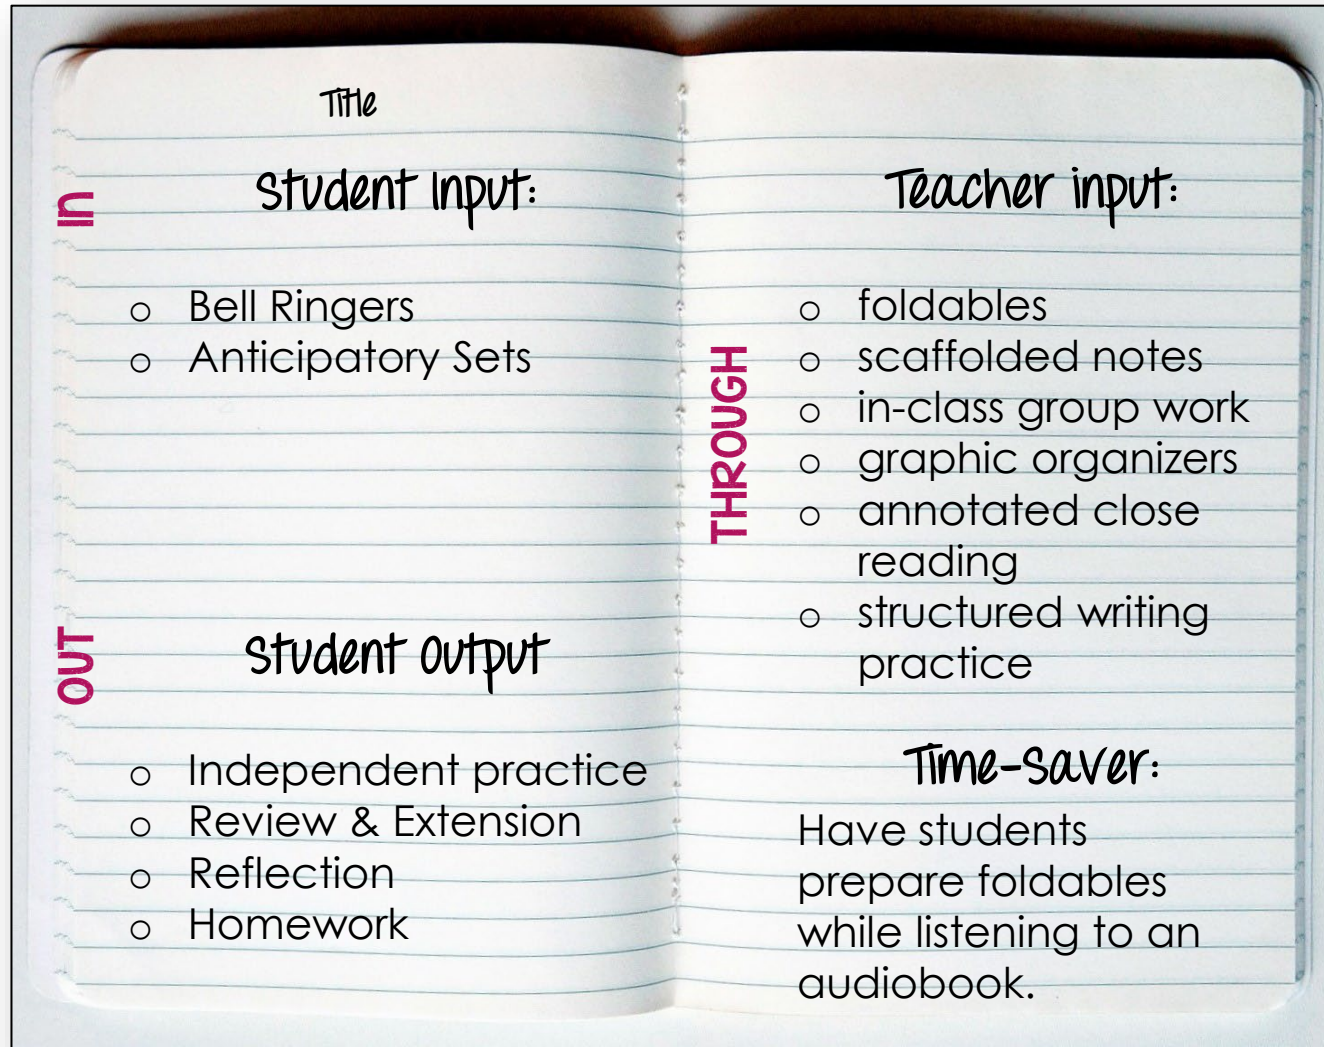 Title
IN
Student Input:
o Bell Ringers
o Anticipatory Sets
OUT
Student Output
o Independent practice
o Review & Extension
o Reflection
o Homework
Teacher input:
THROUGH
o foldables
o scaffolded notes
o in-class group work
o graphic organizers
o annotated close
reading
o structured writing
practice
Time-Saver:
Have students
prepare foldables
while listening to an
audiobook.